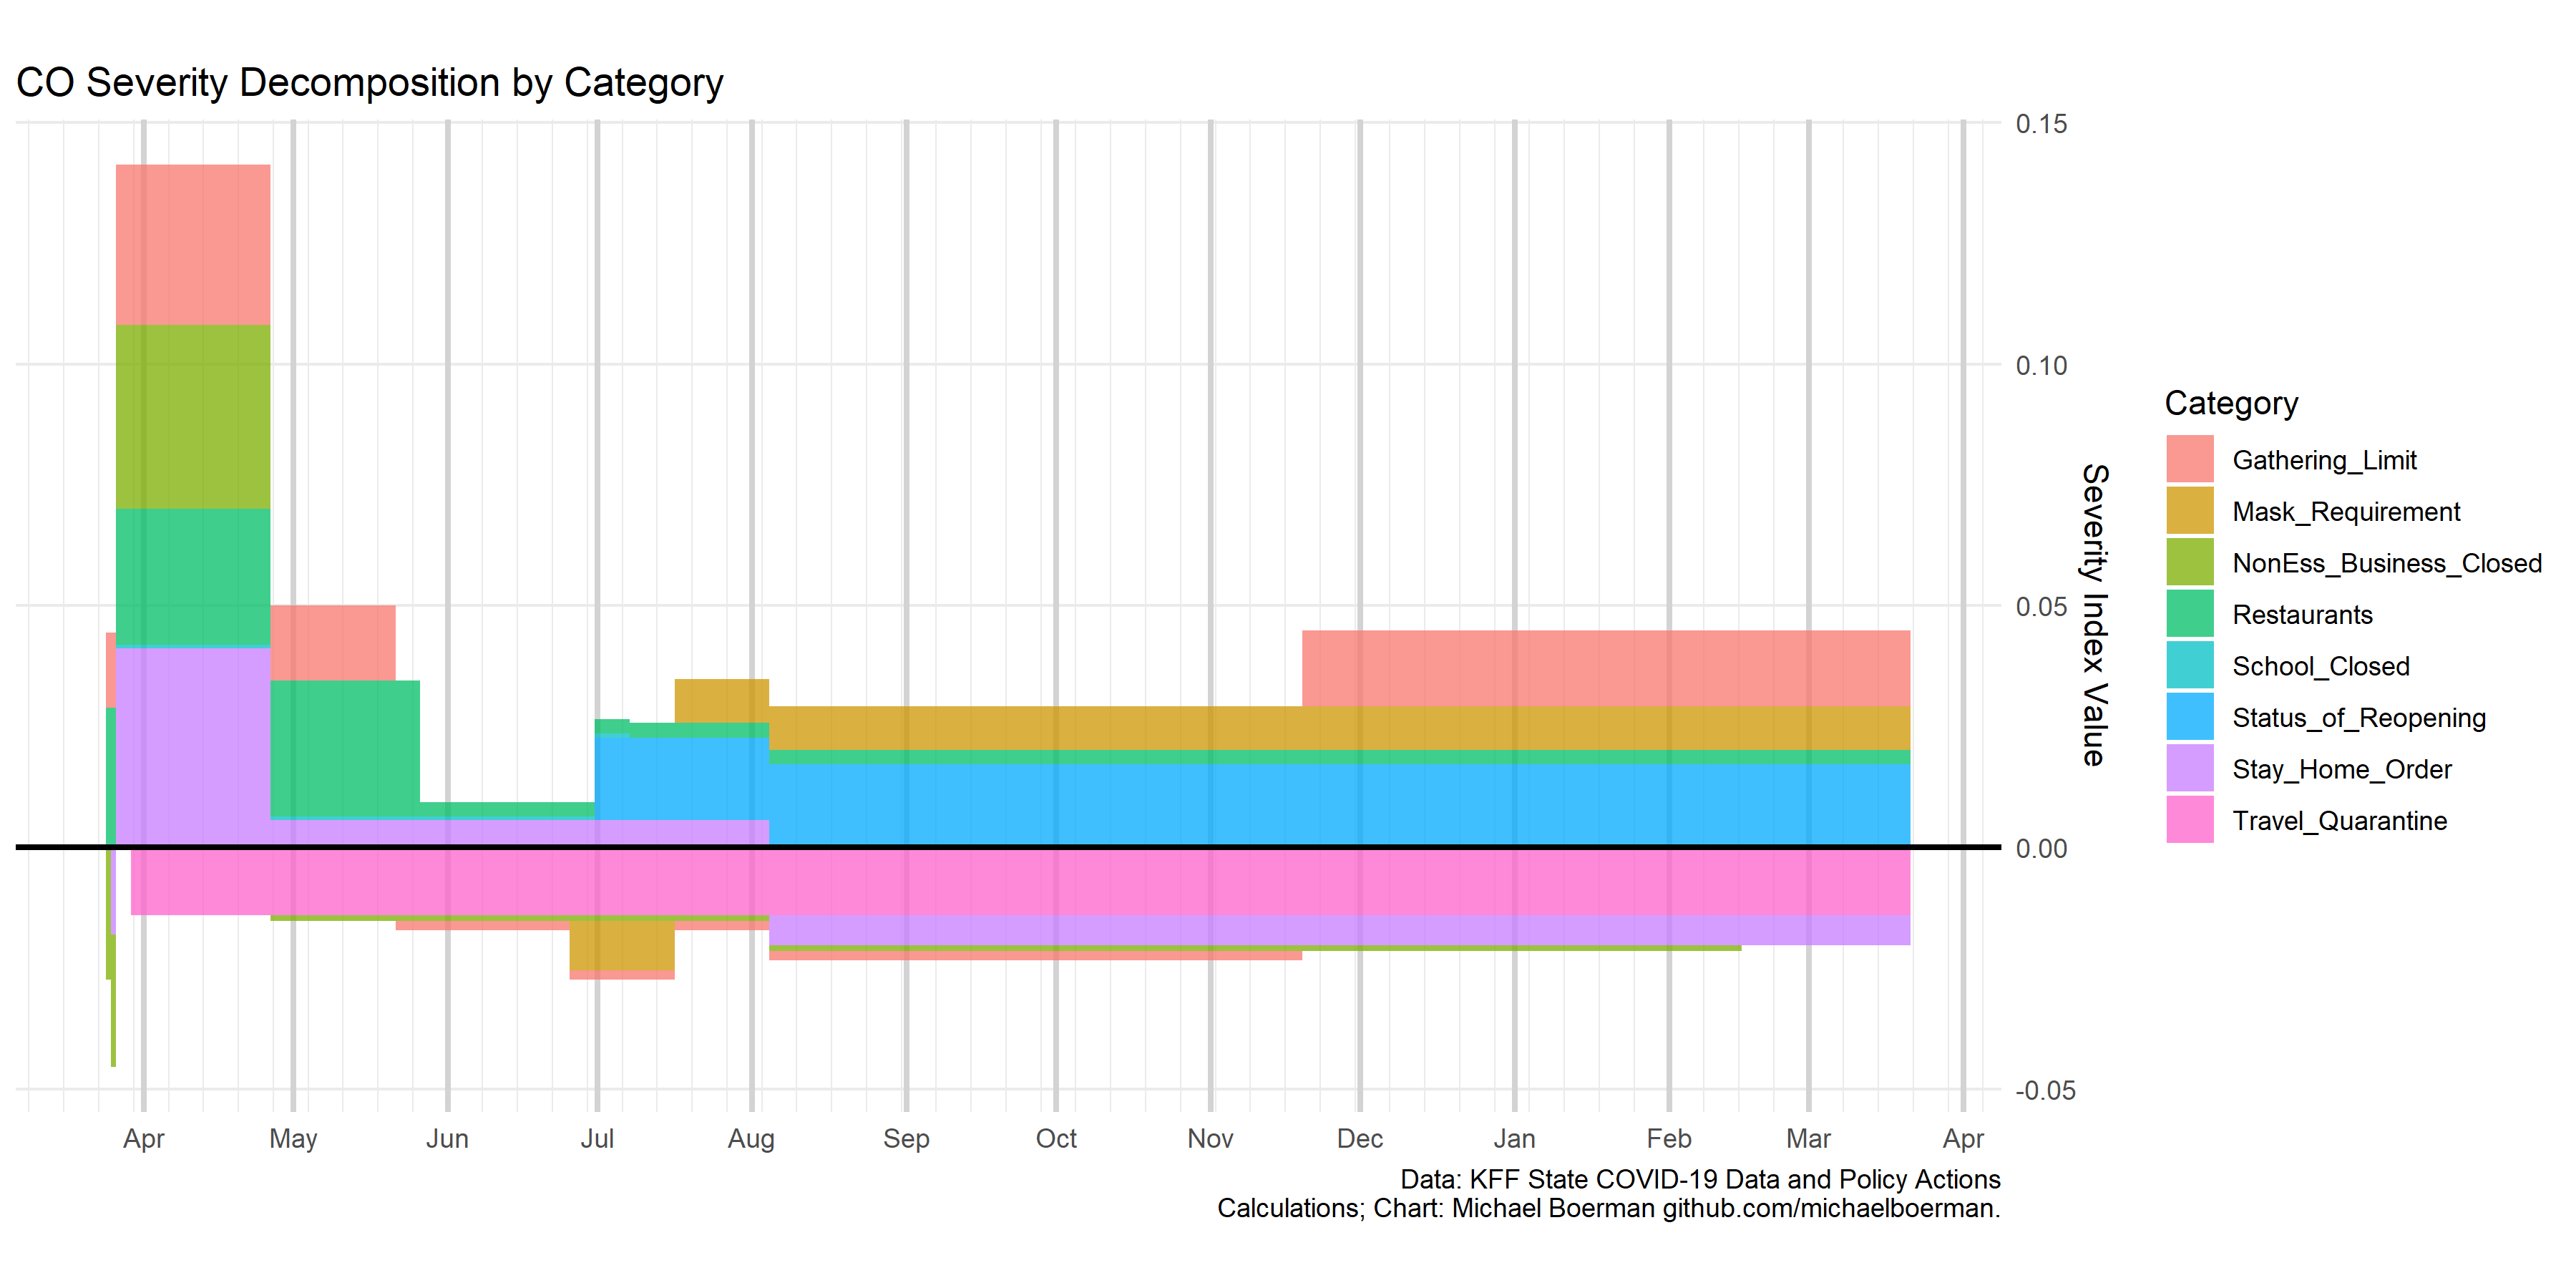 CO Severity Decomposition by Category
0.15
0.10
0.05
0.00
-0.05
Severity Index Value
Apr May Jun Jul Aug Sep Oct Nov Dec Jan Feb Mar Apr
Category
Gathering_Limit
Mask_Requirement
NonEss_Business_Closed
Restaurants
School_Closed
Status_of_Reopening
Stay_Home_Order
Travel_Quarantine
Data: KFF State COVID-19 Data and Policy Actions
Calculations; Chart: Michael Boerman github.com/michaelboerman.